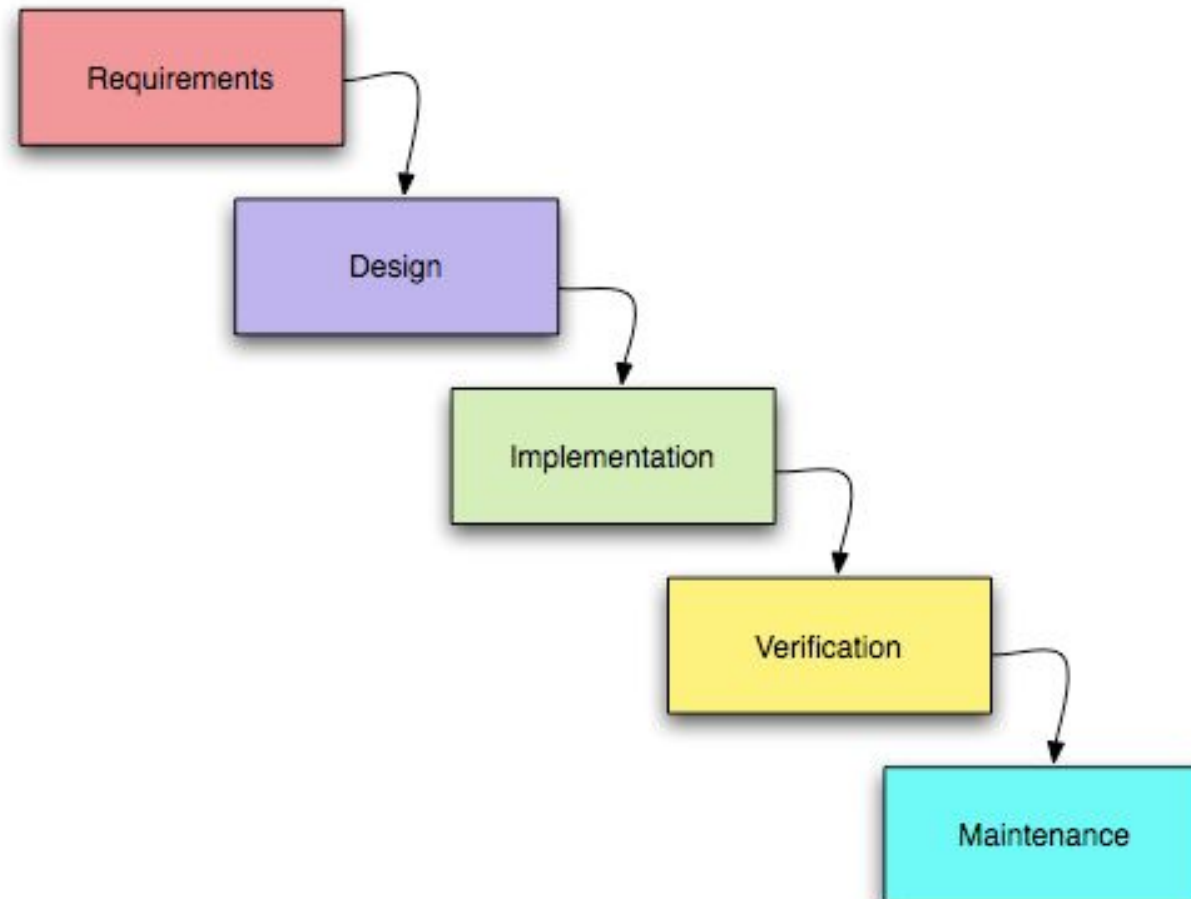 Requirements
Design
Implementation
Verification
Maintenance